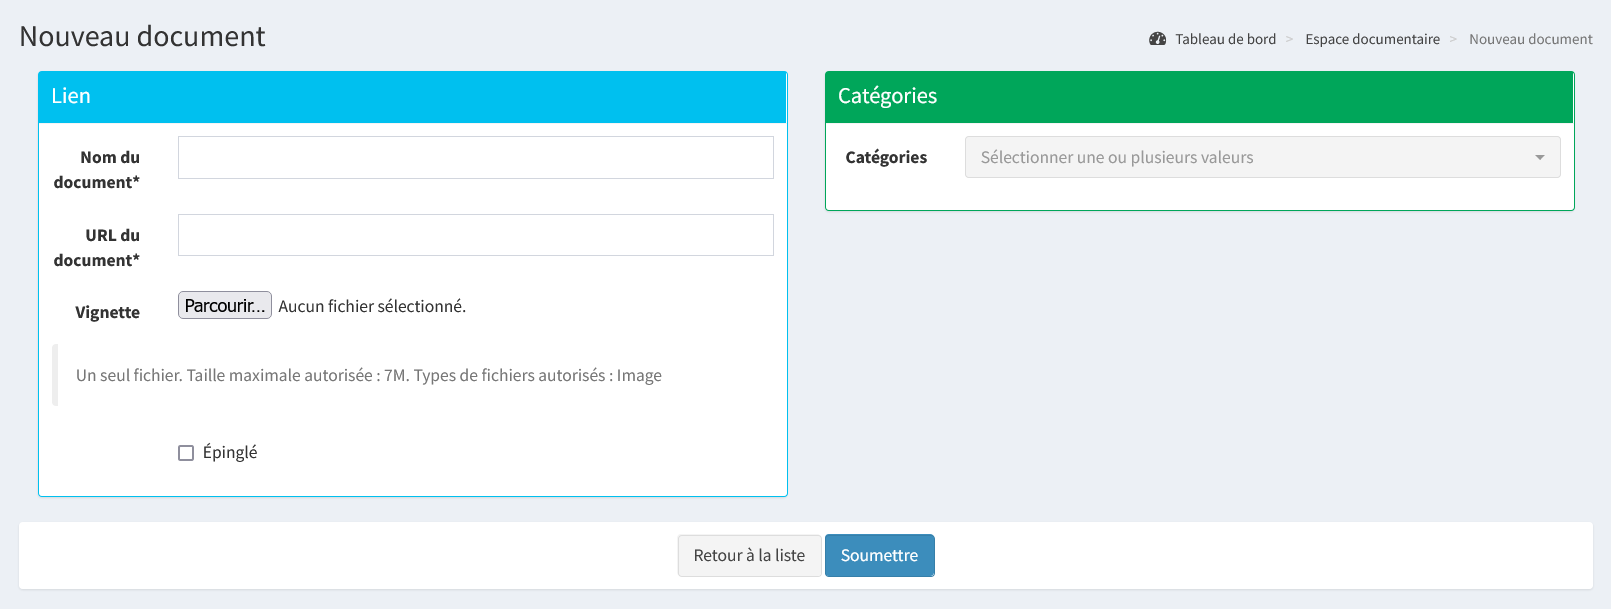 Nouveau document
Tableau de bord > Espace documentaire > Nouveau document
Lien
Nom du
document*
URL du
document*
Vignette
Parcourir... Aucun fichier sélectionné.
Un seul fichier. Taille maximale autorisée : 7M. Types de fichiers autorisés : Image
Épinglé
Catégories
Catégories
Sélectionner une ou plusieurs valeurs
Retour à la liste
Soumettre